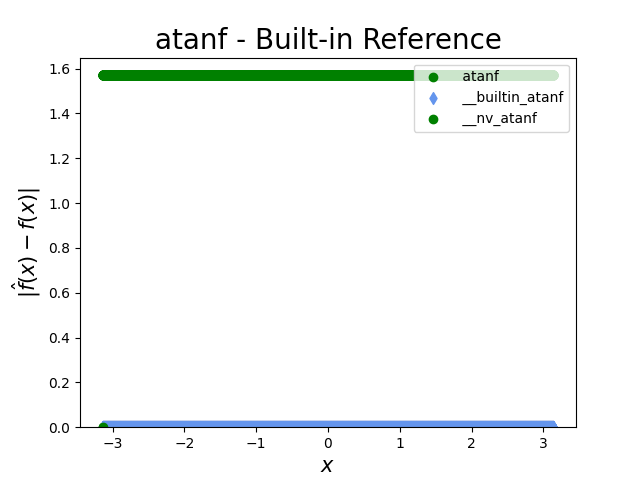 atanf - Built-in Reference
1.6
1.4
1.2
1.0
0.8
0.6
0.4
0.2
0.0
|f̂(x) − f(x)|
atanf
__builtin_atanf
__nv_atanf
−3
−2
−1
0
1
2
3
x